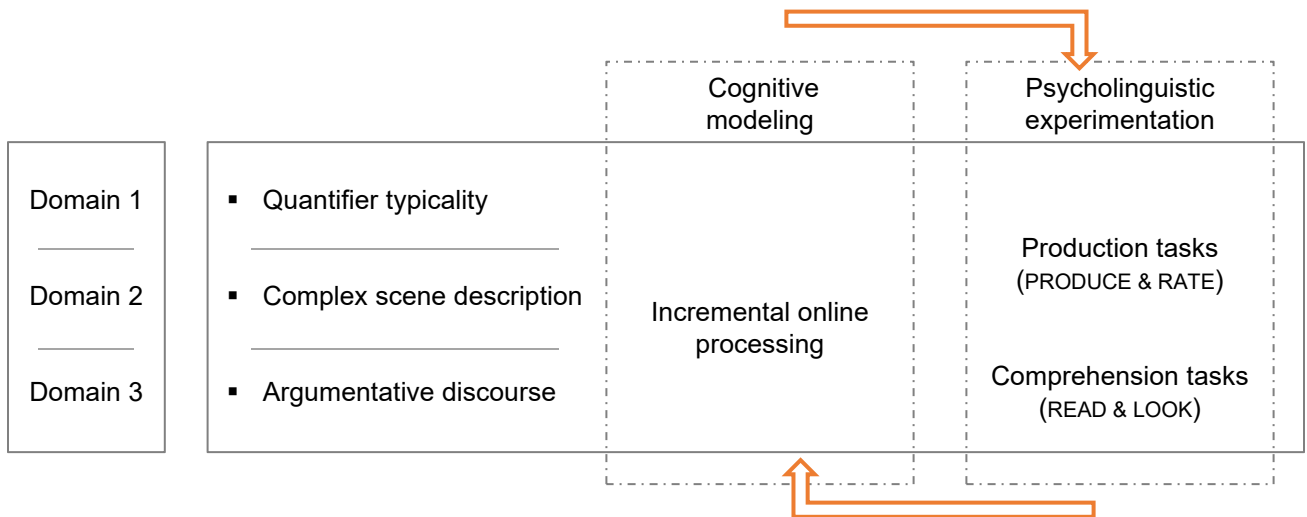 Cognitive
modeling
Psycholinguistic
experimentation
Domain 1
▪ Quantifier typicality
Domain 2
▪ Complex scene description
Domain 3
▪ Argumentative discourse
Incremental online
processing
Production tasks
(PRODUCE & RATE)
Comprehension tasks
(READ & LOOK)